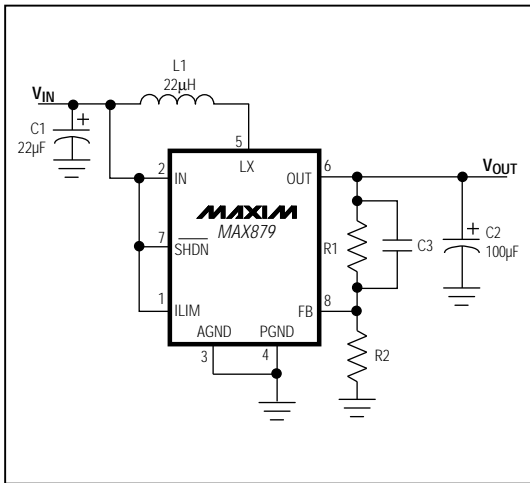 L1
22µH
VIN
+
C1
22µF
5
LX
2
IN
OUT
6
VOUT
MAXIM
MAX879
7
SHDN
R1
C3
+
C2
100µF
1
ILIM
FB
8
AGND
PGND
3
4
R2